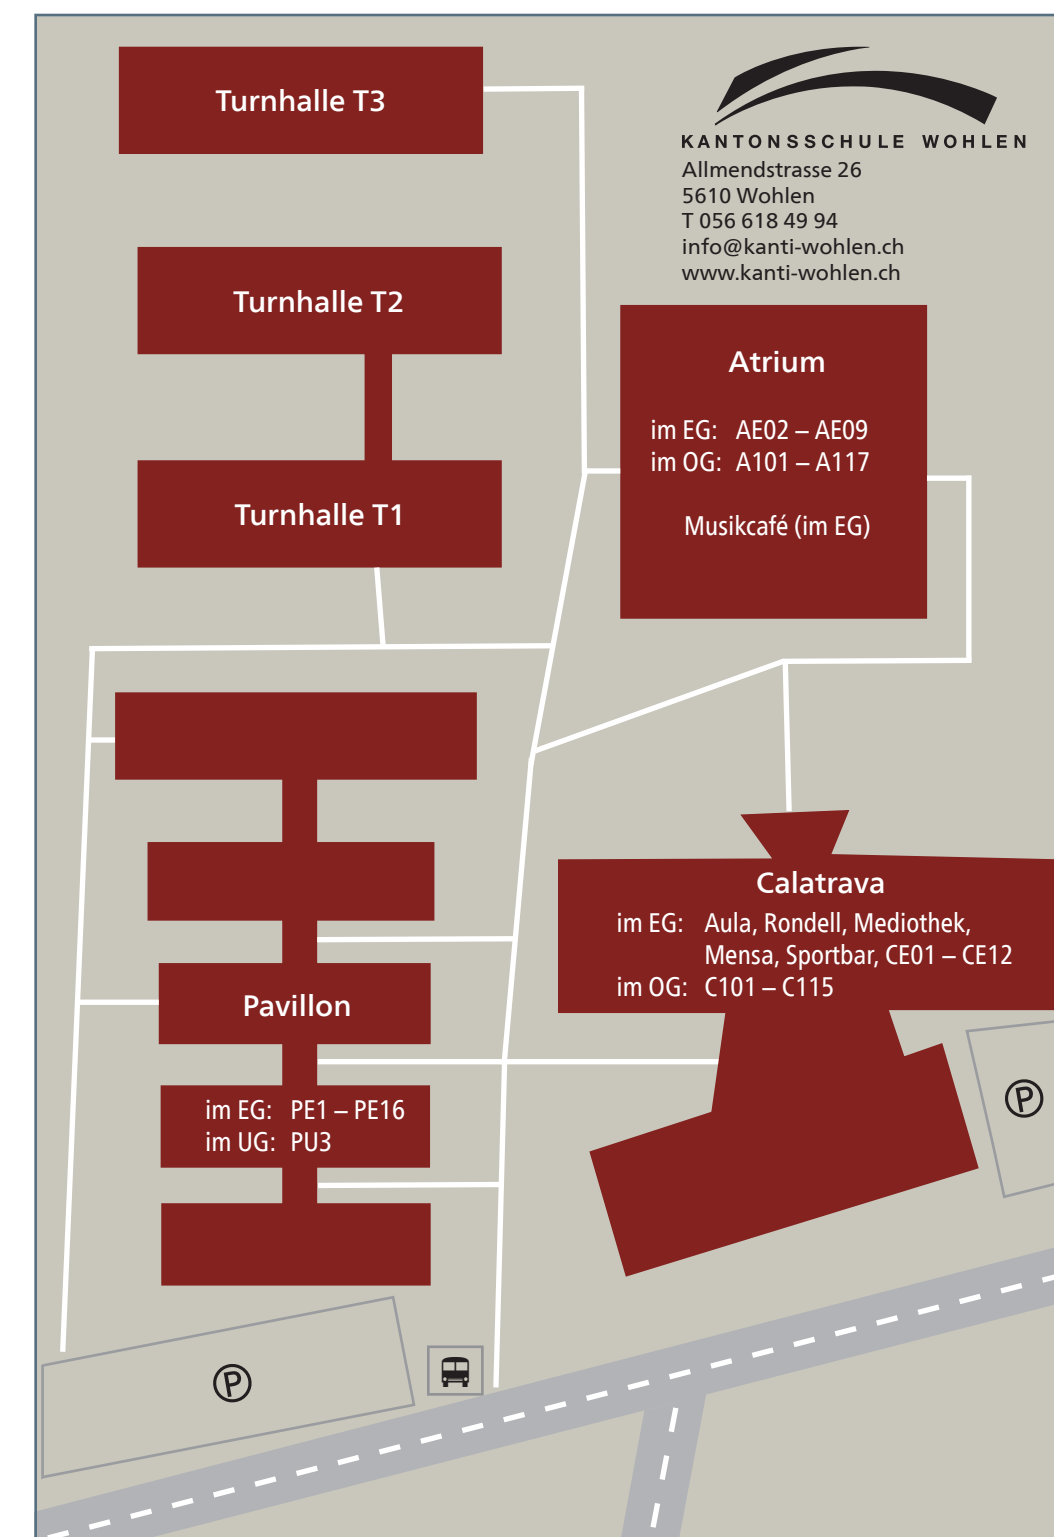 Turnhalle T3
KANTONSSCHULE WOHLEN
Allmendstrasse 26
5610 Wohlen
T 056 618 49 94
info@kanti-wohlen.ch
www.kanti-wohlen.ch
Turnhalle T2
Atrium
im EG: AE02 – AE09
im OG: A101 – A117
Musikcafé (im EG)
Turnhalle T1
Calatrava
im EG: Aula, Rondell, Mediothek,
Mensa, Sportbar, CE01 – CE12
im OG: C101 – C115
Pavillon
im EG: PE1 – PE16
im UG: PU3
P
P